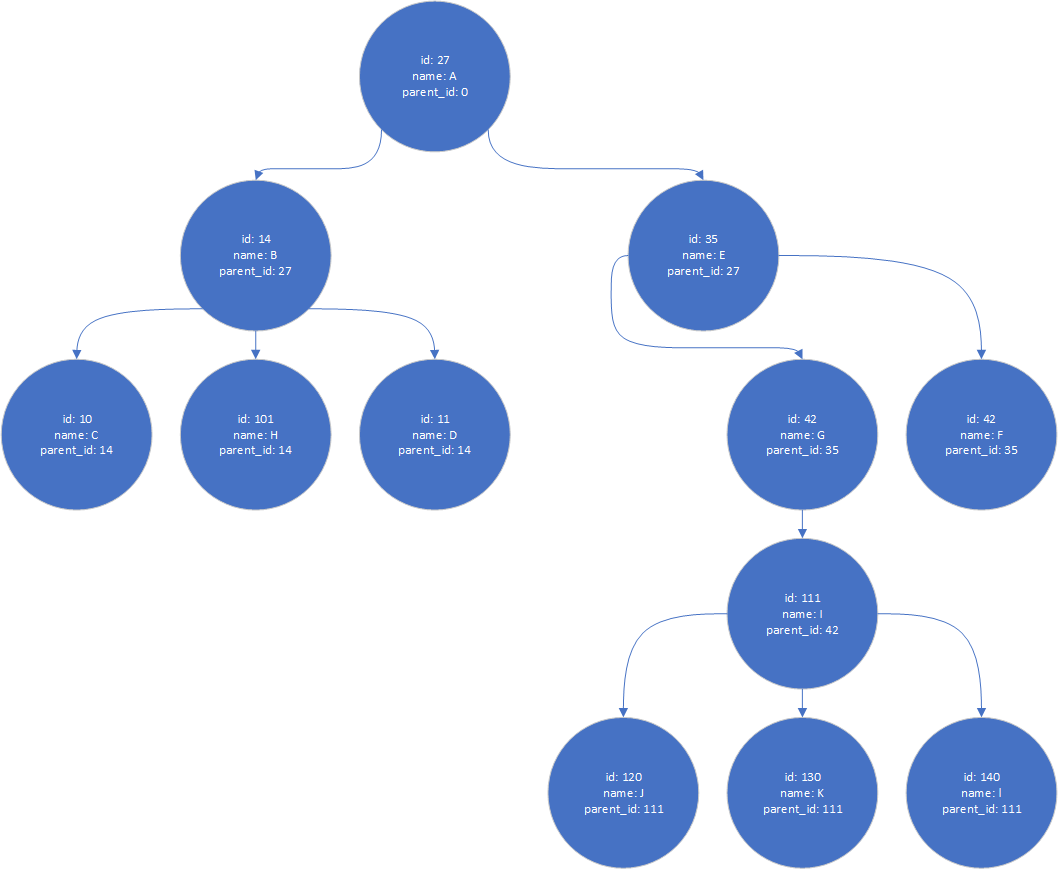 id: 27
name: A
parent_id: 0
id: 14
name: B
parent_id: 27
id: 35
name: E
parent_id: 27
id: 10
name: C
parent_id: 14
id: 101
name: H
parent_id: 14
id: 11
name: D
parent_id: 14
id: 42
name: G
parent_id: 35
id: 42
name: F
parent_id: 35
id: 111
name: I
parent_id: 42
id: 120
name: J
parent_id: 111
id: 130
name: K
parent_id: 111
id: 140
name: l
parent_id: 111